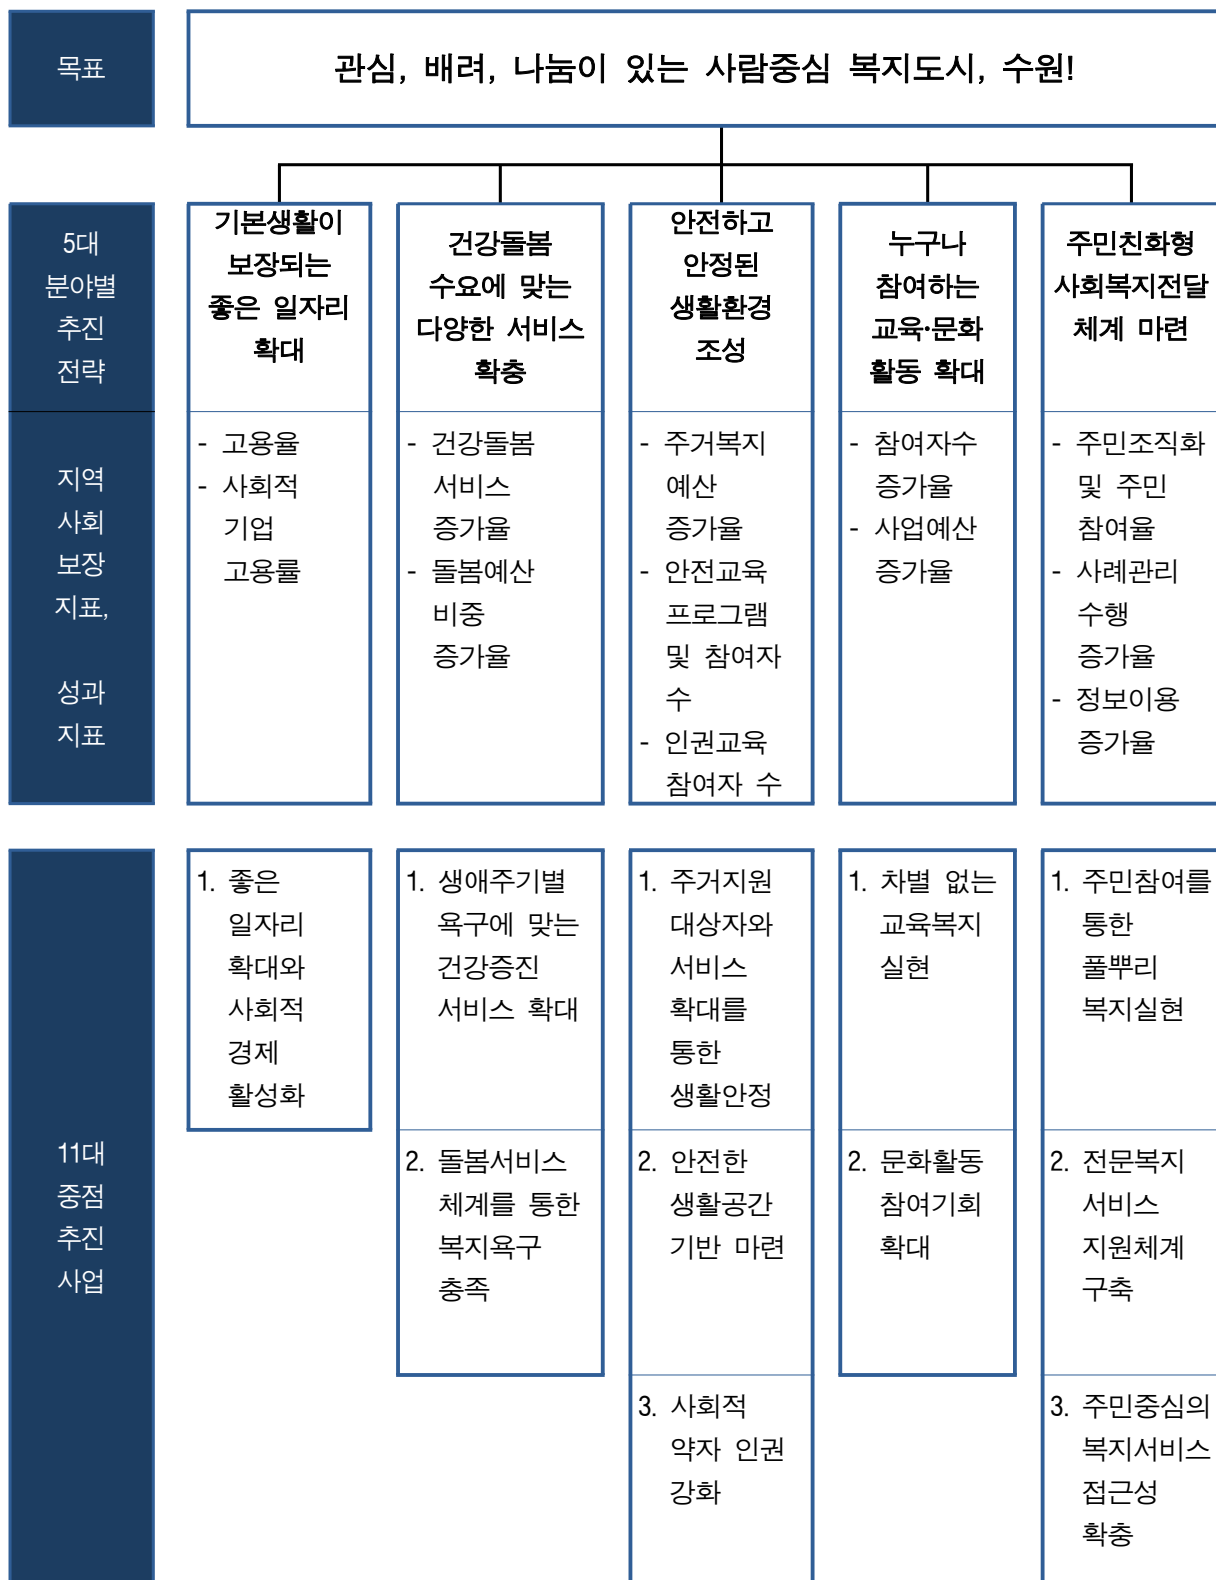 목표
관심, 배려, 나눔이 있는 사람중심 복지도시, 수원!
5대
분야별
추진
전략
기본생활이
보장되는
좋은 일자리
확대
건강돌봄
수요에 맞는
다양한 서비스
확충
안전하고
안정된
생활환경
조성
누구나
참여하는
교육·문화
활동 확대
주민친화형
사회복지전달
체계 마련
지역
사회
보장
지표,
성과
지표
- 고용율
- 사회적
기업
고용률
- 건강돌봄
서비스
증가율
- 돌봄예산
비중
증가율
- 주거복지
예산
증가율
- 안전교육
프로그램
및 참여자
수
- 인권교육
참여자 수
- 참여자수
증가율
- 사업예산
증가율
- 주민조직화
및 주민
참여율
- 사례관리
수행
증가율
- 정보이용
증가율
11대
중점
추진
사업
1. 좋은
일자리
확대와
사회적
경제
활성화
1. 생애주기별
욕구에 맞는
건강증진
서비스 확대
2. 돌봄서비스
체계를 통한
복지욕구
충족
1. 주거지원
대상자와
서비스
확대를
통한
생활안정
2. 안전한
생활공간
기반 마련
3. 사회적
약자 인권
강화
1. 차별 없는
교육복지
실현
2. 문화활동
참여기회
확대
1. 주민참여를
통한
풀뿌리
복지실현
2. 전문복지
서비스
지원체계
구축
3. 주민중심의
복지서비스
접근성
확충